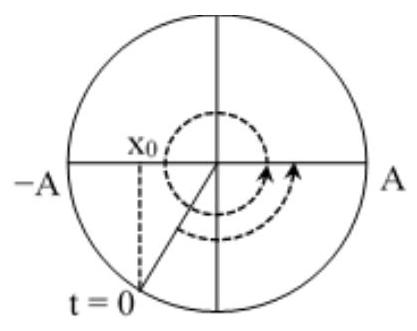 x₀
−A
A
t = 0